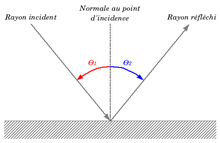 Rayon incident
Normale au point
d'incidence
Rayon réfléchi
Θ1
Θ2